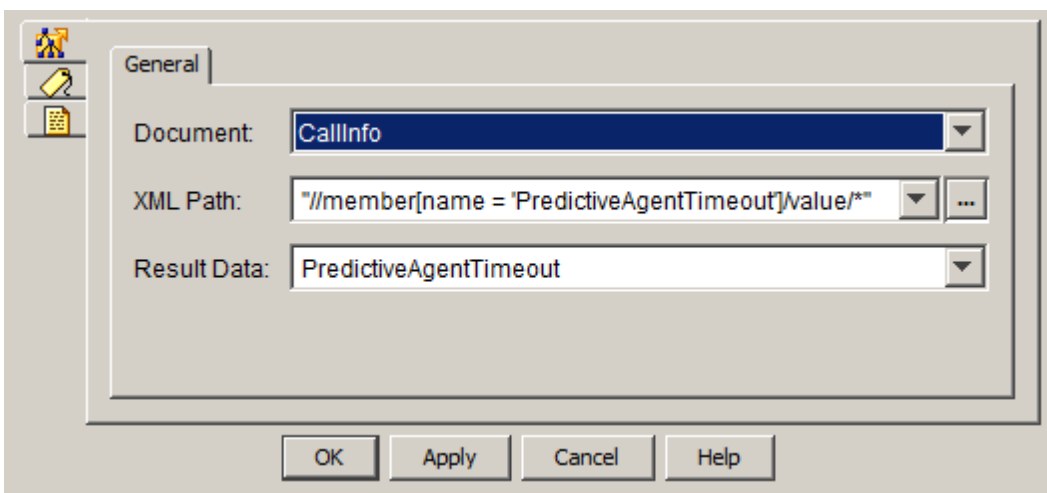 General
Document: CallInfo
XML Path: "//member[name = 'PredictiveAgentTimeout']/value/*" ...
Result Data: PredictiveAgentTimeout
OK Apply Cancel Help